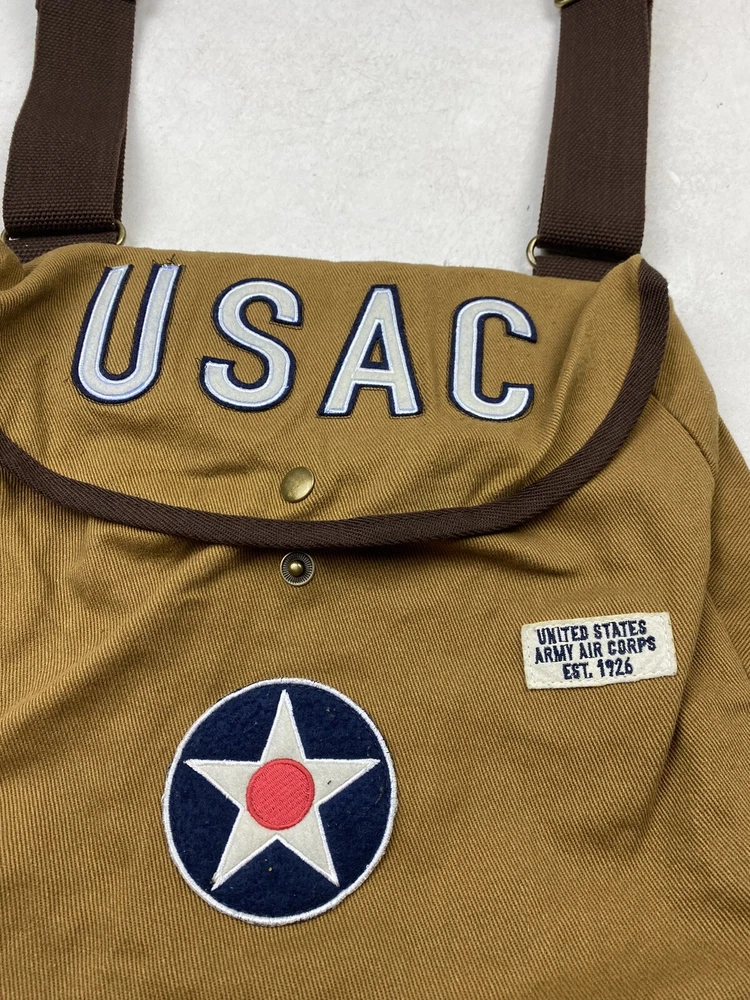 USAC
UNITED STATES
ARMY AIR CORPS
EST. 1926